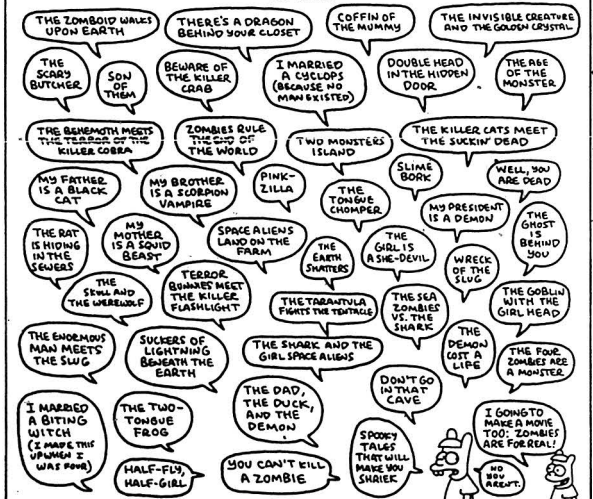 THE ZOMBOID WALKS
UPON EARTH
THERE'S A DRAGON
BEHIND YOUR CLOSET
COFFIN OF
THE MUMMY
THE INVISIBLE CREATURE
AND THE GOLDEN CRYSTAL
THE
SCARY
BUTCHER
SON
OF
THEM
BEWARE OF
THE KILLER
CRAB
I MARRIED
A CYCLOPS
(BECAUSE NO
MAN EXISTED)
DOUBLE HEAD
IN THE HIDDEN
DOOR
THE AGE
OF THE
MONSTER
THE BEHEMOTH MEETS
THE TERROR OF THE
KILLER COBRA
ZOMBIES RULE
THE END OF
THE WORLD
TWO MONSTERS'
ISLAND
THE KILLER CATS MEET
THE SUCKIN' DEAD
MY FATHER
IS A BLACK
CAT
MY BROTHER
IS A SCORPION
VAMPIRE
PINK-
ZILLA
THE
TONGUE
CHOMPER
SLIME
BORK
MY PRESIDENT
IS A DEMON
WELL, YOU
ARE DEAD
THE RAT
IS HIDING
IN THE
SEWERS
MY
MOTHER
IS A SQUID
BEAST
SPACE ALIENS
LAND ON THE
FARM
THE
EARTH
SHATTERS
THE
GIRL IS
A SHE-DEVIL
WRECK
OF THE
SLUG
THE
GHOST
IS
BEHIND
YOU
THE
SKULL AND
THE WEREWOLF
TERROR
BUNNIES MEET
THE KILLER
FLASHLIGHT
THE TARANTULA
FIGHTS THE TENTACLE
THE SEA
ZOMBIES
VS. THE
SHARK
THE GOBLIN
WITH THE
GIRL HEAD
THE ENORMOUS
MAN MEETS
THE SLUG
SUCKERS OF
LIGHTNING
BENEATH THE
EARTH
THE SHARK AND THE
GIRL SPACE ALIENS
THE
DEMON
COST A
LIFE
THE FOUR
ZOMBIES ARE
A MONSTER
I MARRIED
A BITING
WITCH
(I MADE THIS
UP WHEN I
WAS FOUR)
THE TWO-
TONGUE
FROG
THE DAD,
THE DUCK,
AND THE
DEMON
DON'T GO
IN THAT
CAVE
HALF-FLY,
HALF-GIRL
YOU CAN'T KILL
A ZOMBIE
SPOOKY
TALES
THAT WILL
MAKE YOU
SHRIEK
I GOING TO
MAKE A MOVIE
TOO: ZOMBIES
ARE FOR REAL!
NO
YOU
AREN'T.